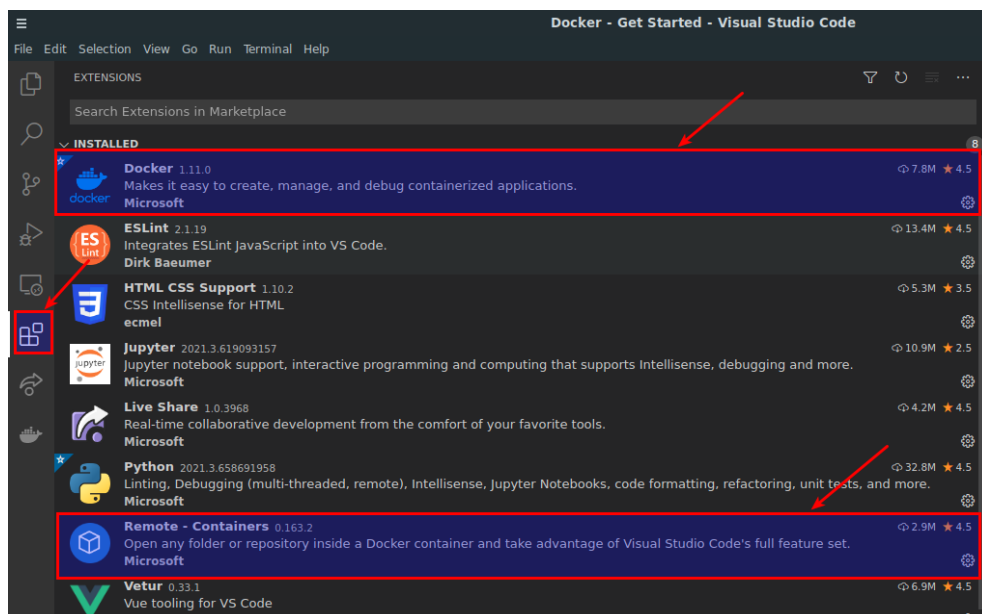 Docker - Get Started - Visual Studio Code
File Edit Selection View Go Run Terminal Help
EXTENSIONS
Search Extensions in Marketplace
INSTALLED 8
Docker 1.11.0 7.8M 4.5
Makes it easy to create, manage, and debug containerized applications.
docker
Microsoft
ESLint 2.1.19 13.4M 4.5
ES
Integrates ESLint JavaScript into VS Code.
Lint
Dirk Baeumer
HTML CSS Support 1.10.2 5.3M 3.5
CSS Intellisense for HTML
ecmel
Jupyter 2021.3.619093157 10.9M 2.5
jupyter
Jupyter notebook support, interactive programming and computing that supports Intellisense, debugging and more.
Microsoft
Live Share 1.0.3968 4.2M 4.5
Real-time collaborative development from the comfort of your favorite tools.
Microsoft
Python 2021.3.658691958 32.8M 4.5
Linting, Debugging (multi-threaded, remote), Intellisense, Jupyter Notebooks, code formatting, refactoring, unit tests, and more.
Microsoft
Remote - Containers 0.163.2 2.9M 4.5
Open any folder or repository inside a Docker container and take advantage of Visual Studio Code's full feature set.
Microsoft
Vetur 0.33.1 6.9M 4.5
Vue tooling for VS Code